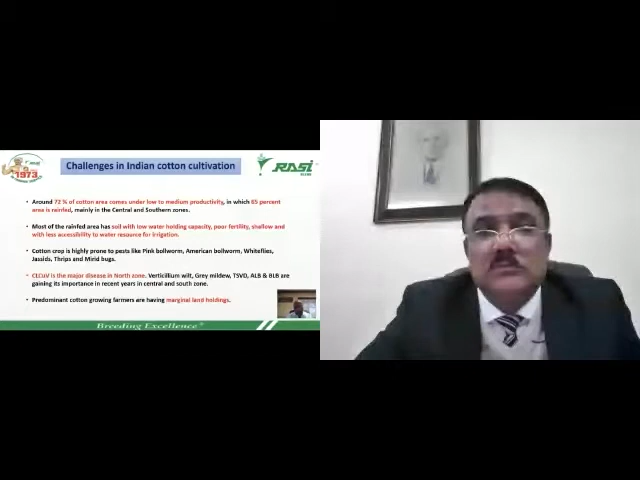 1973
Challenges in Indian cotton cultivation
RASI
SEEDS
• Around 72 % of cotton area comes under low to medium productivity, in which 65 percent
area is rainfed, mainly in the Central and Southern zones.
• Most of the rainfed area has soil with low water holding capacity, poor fertility, shallow and
with less accessibility to water resource for irrigation.
• Cotton crop is highly prone to pests like Pink bollworm, American bollworm, Whiteflies,
Jassids, Thrips and Mirid bugs.
• CLCuV is the major disease in North zone. Verticillium wilt, Grey mildew, TSVD, ALB & BLB are
gaining its importance in recent years in central and south zone.
• Predominant cotton growing farmers are having marginal land holdings.
Breeding Excellence